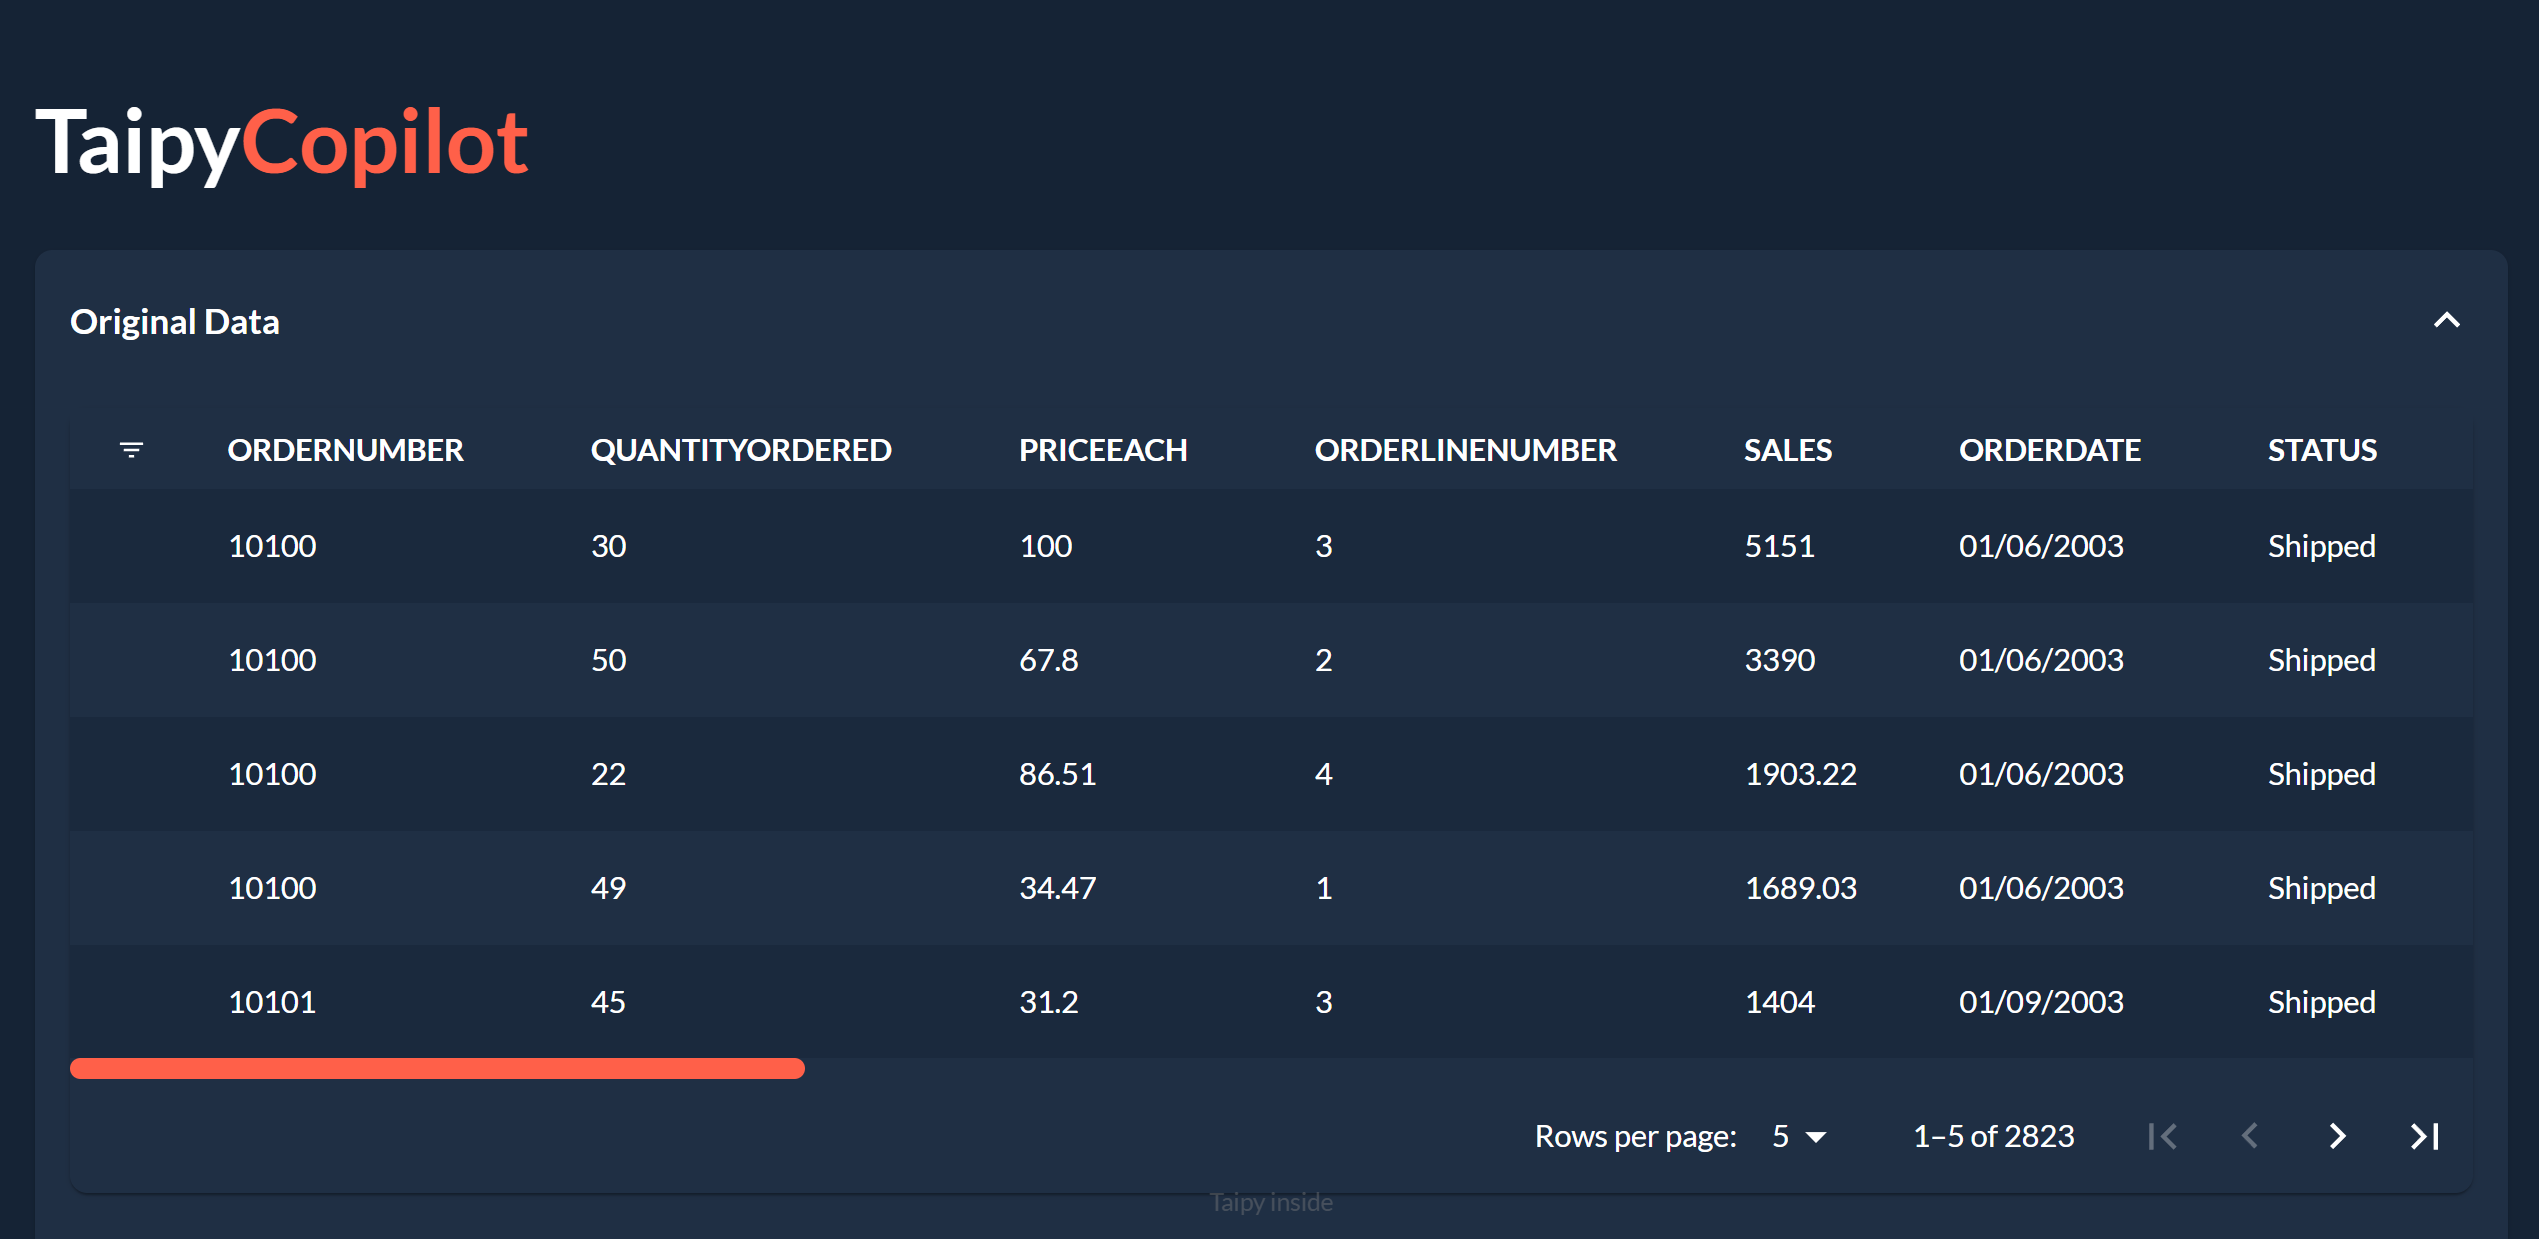 TaipyCopilot
Original Data
ORDERNUMBER QUANTITYORDERED PRICEEACH ORDERLINENUMBER SALES ORDERDATE STATUS
10100 30 100 3 5151 01/06/2003 Shipped
10100 50 67.8 2 3390 01/06/2003 Shipped
10100 22 86.51 4 1903.22 01/06/2003 Shipped
10100 49 34.47 1 1689.03 01/06/2003 Shipped
10101 45 31.2 3 1404 01/09/2003 Shipped
Rows per page: 5 1–5 of 2823
Taipy inside